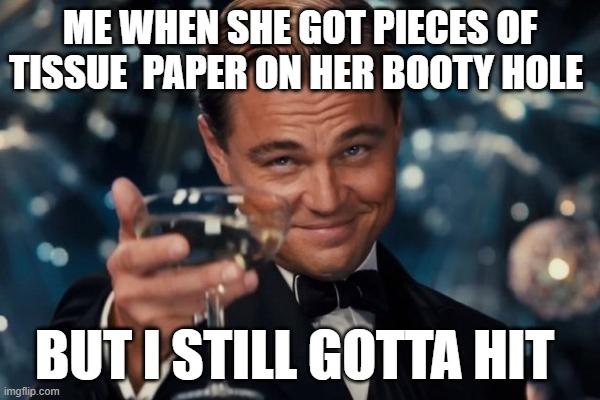 ME WHEN SHE GOT PIECES OF
TISSUE PAPER ON HER BOOTY HOLE
BUT I STILL GOTTA HIT
imgflip.com